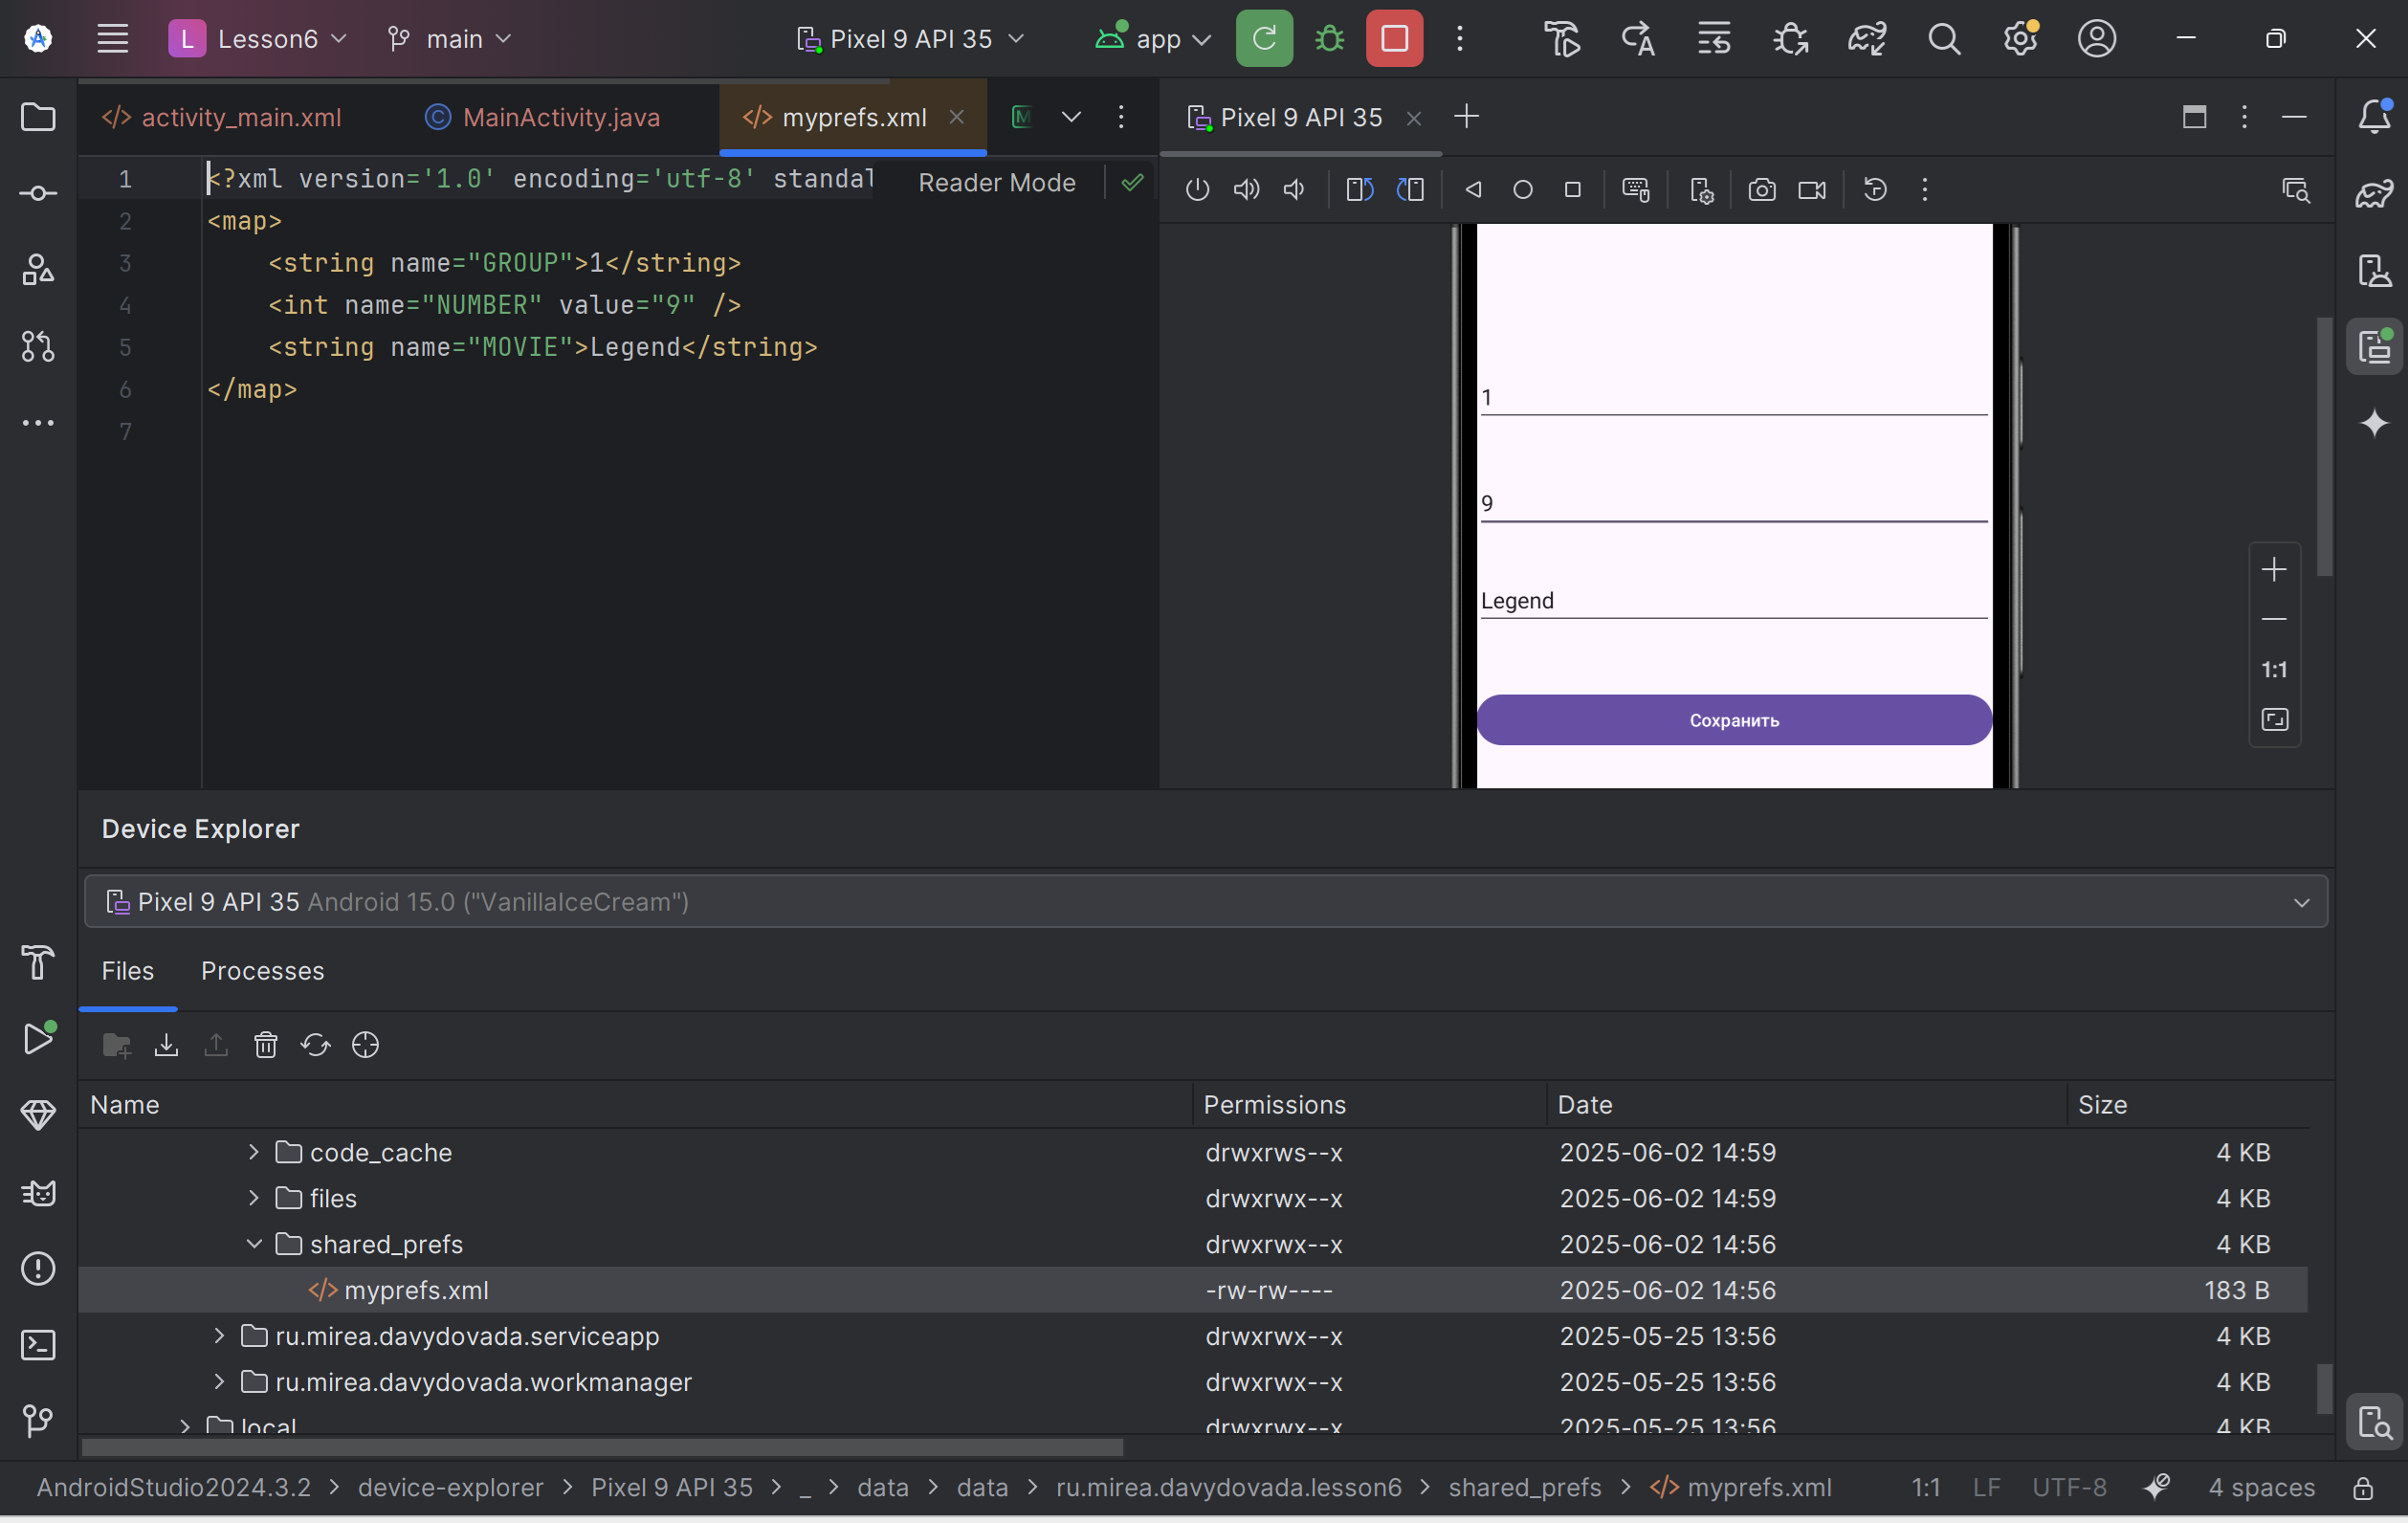 L Lesson6 main Pixel 9 API 35 app
activity_main.xml MainActivity.java myprefs.xml M Pixel 9 API 35
1 <?xml version='1.0' encoding='utf-8' standal Reader Mode
2 <map>
3 <string name="GROUP">1</string>
4 <int name="NUMBER" value="9" />
5 <string name="MOVIE">Legend</string>
6 </map>
7
1
9
Legend
Сохранить
1:1
Device Explorer
Pixel 9 API 35 Android 15.0 ("VanillaIceCream")
Files Processes
Name Permissions Date Size
code_cache drwxrws--x 2025-06-02 14:59 4 KB
files drwxrwx--x 2025-06-02 14:59 4 KB
shared_prefs drwxrwx--x 2025-06-02 14:56 4 KB
myprefs.xml -rw-rw---- 2025-06-02 14:56 183 B
ru.mirea.davydovada.serviceapp drwxrwx--x 2025-05-25 13:56 4 KB
ru.mirea.davydovada.workmanager drwxrwx--x 2025-05-25 13:56 4 KB
local drwxrwx--x 2025-05-25 13:56 4 KB
AndroidStudio2024.3.2 > device-explorer > Pixel 9 API 35 > _ > data > data > ru.mirea.davydovada.lesson6 > shared_prefs > myprefs.xml 1:1 LF UTF-8 4 spaces